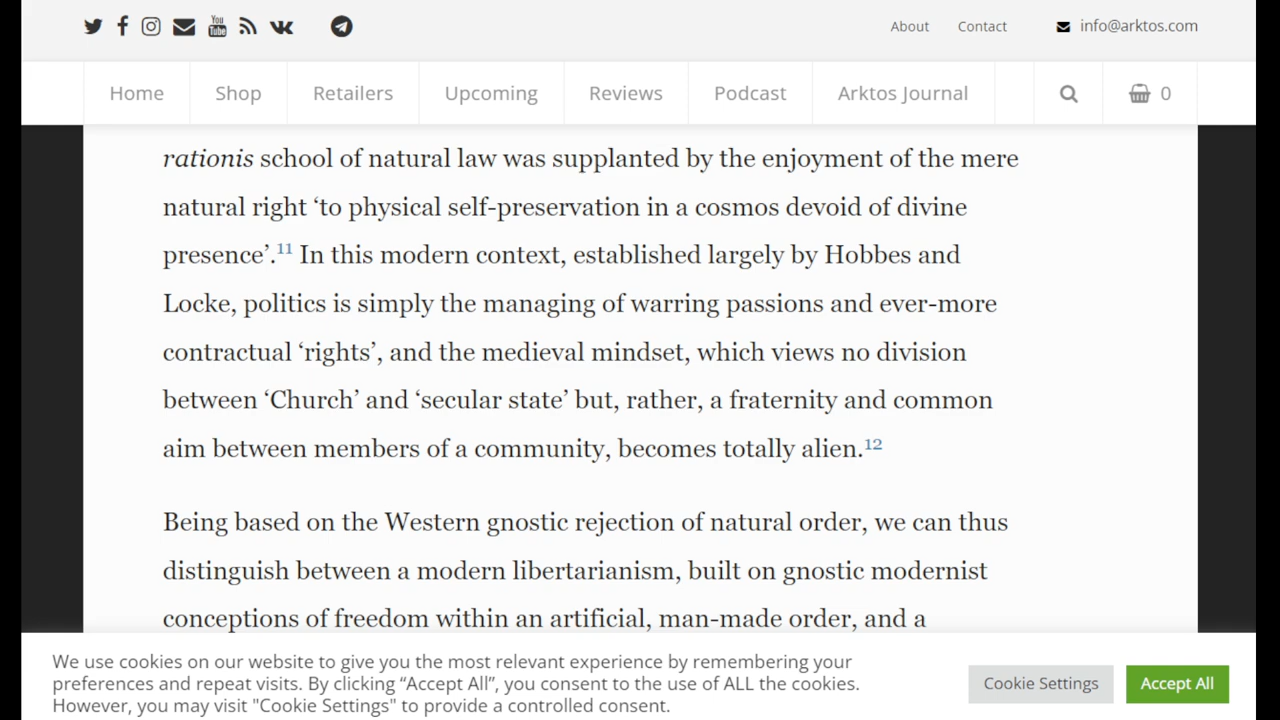 About Contact info@arktos.com
Home Shop Retailers Upcoming Reviews Podcast Arktos Journal 0
rationis school of natural law was supplanted by the enjoyment of the mere
natural right ‘to physical self-preservation in a cosmos devoid of divine
presence’.11 In this modern context, established largely by Hobbes and
Locke, politics is simply the managing of warring passions and ever-more
contractual ‘rights’, and the medieval mindset, which views no division
between ‘Church’ and ‘secular state’ but, rather, a fraternity and common
aim between members of a community, becomes totally alien.12
Being based on the Western gnostic rejection of natural order, we can thus
distinguish between a modern libertarianism, built on gnostic modernist
conceptions of freedom within an artificial, man-made order, and a
We use cookies on our website to give you the most relevant experience by remembering your
preferences and repeat visits. By clicking “Accept All”, you consent to the use of ALL the cookies.
However, you may visit "Cookie Settings" to provide a controlled consent.
Cookie Settings Accept All